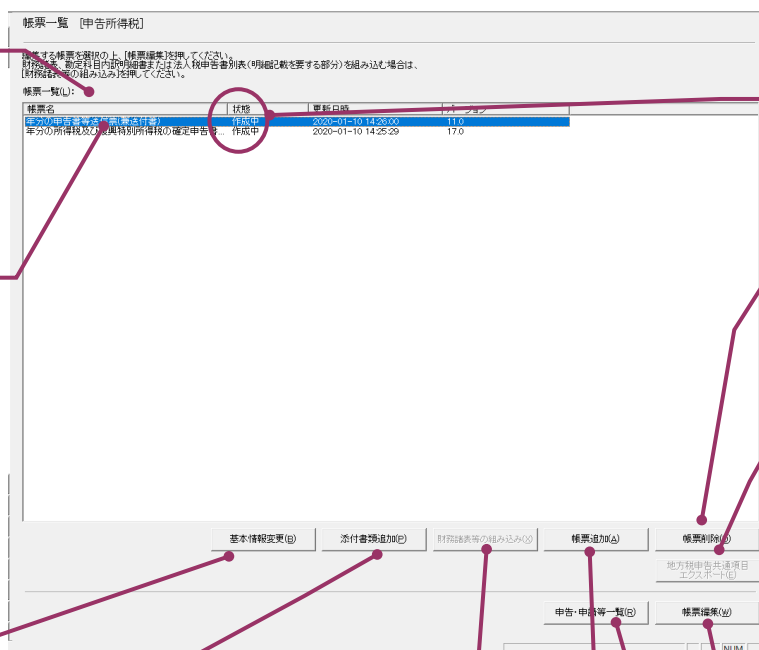 帳票一覧 [申告所得税]
編集する帳票を選択の上、[帳票編集]を押してください。
財務諸表、勘定科目内訳明細書または法人税申告書別表(明細記載を要する部分)を組み込む場合は、
[財務諸表等の組み込み]を押してください。
帳票一覧(L):
帳票名 状態 更新日時 バージョン
年分の申告書等送付票(兼送付書) 作成中 2020-01-10 14:26:00 11.0
年分の所得税及び復興特別所得税の確定申告書... 作成中 2020-01-10 14:25:29 17.0
基本情報変更(B) 添付書類追加(P) 財務諸表等の組み込み(X) 帳票追加(A) 帳票削除(D)
地方税申告共通項目
エクスポート(E)
申告・申請等一覧(R) 帳票編集(W)
NUM